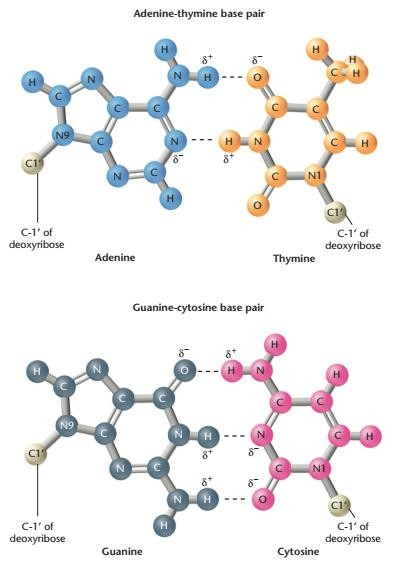 Adenine-thymine base pair
H
H
δ+
δ−
H
C
N
N
H
O
C
H
H
H
C
C
C
C
N9
C
N
H
N
C
H
δ−
δ+
C1′
N
C
C
N1
H
O
C1′
C-1′ of
deoxyribose
C-1′ of
deoxyribose
Adenine
Thymine
Guanine-cytosine base pair
H
δ−
δ+
H
N
O
H
N
H
C
C
C
C
C
N9
C
N
H
N
C
H
δ+
δ−
C1′
N
C
C
N1
δ+
δ−
N
H
O
C1′
H
C-1′ of
deoxyribose
C-1′ of
deoxyribose
Guanine
Cytosine